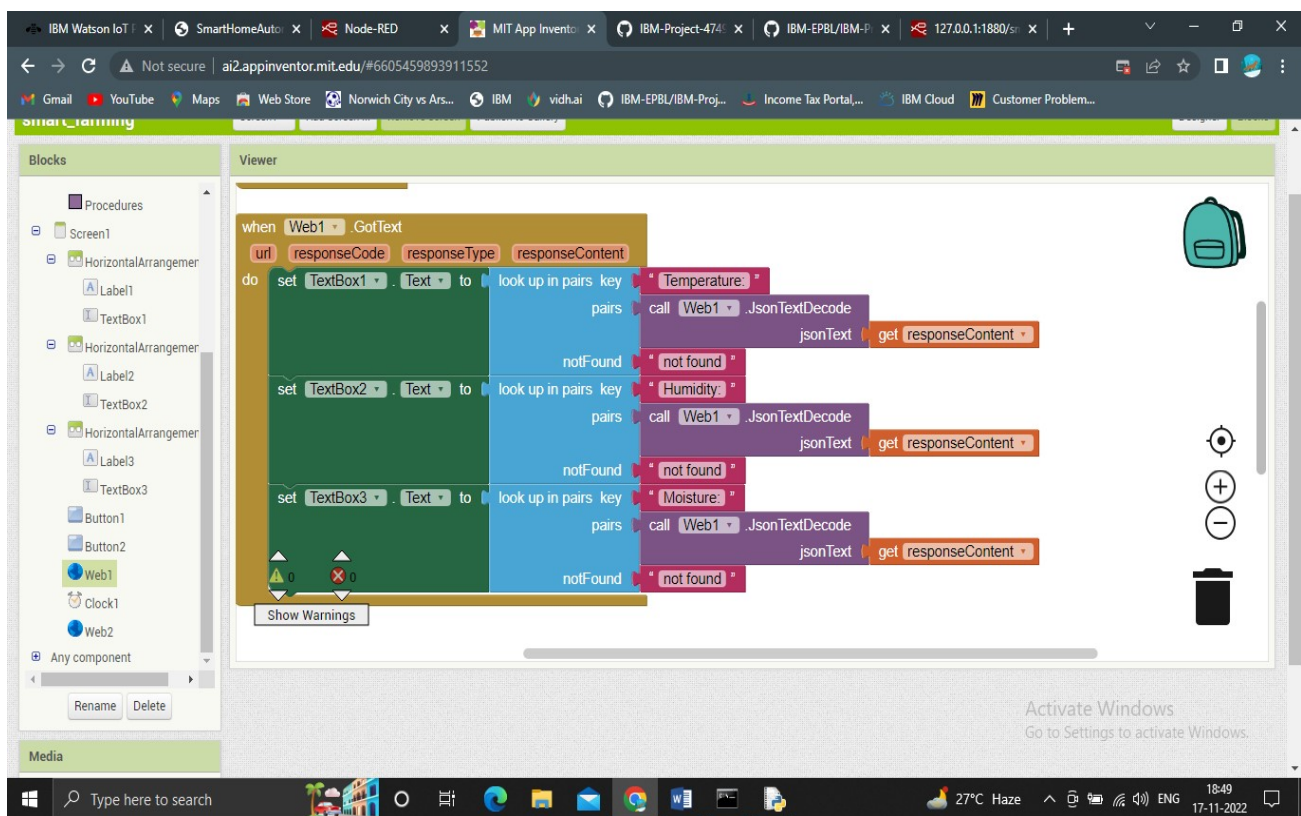 IBM Watson IoT P
SmartHomeAuto
Node-RED
MIT App Invento
IBM-Project-4749
IBM-EPBL/IBM-P
127.0.0.1:1880/sm
Not secure
ai2.appinventor.mit.edu/#6605459893911552
Gmail
YouTube
Maps
Web Store
Norwich City vs Ars...
IBM
vidh.ai
IBM-EPBL/IBM-Proj...
Income Tax Portal,...
IBM Cloud
Customer Problem...
smart_farming
Blocks
Procedures
Screen1
HorizontalArrangemen
Label1
TextBox1
HorizontalArrangemen
Label2
TextBox2
HorizontalArrangemen
Label3
TextBox3
Button1
Button2
Web1
Clock1
Web2
Any component
Rename Delete
Media
Viewer
when Web1 .GotText
url responseCode responseType responseContent
do set TextBox1 . Text to look up in pairs key " Temperature: "
pairs call Web1 .JsonTextDecode
jsonText get responseContent
notFound " not found "
set TextBox2 . Text to look up in pairs key " Humidity: "
pairs call Web1 .JsonTextDecode
jsonText get responseContent
notFound " not found "
set TextBox3 . Text to look up in pairs key " Moisture: "
pairs call Web1 .JsonTextDecode
jsonText get responseContent
notFound " not found "
0 0
Show Warnings
Activate Windows
Go to Settings to activate Windows.
Type here to search
27°C Haze
ENG
18:49
17-11-2022